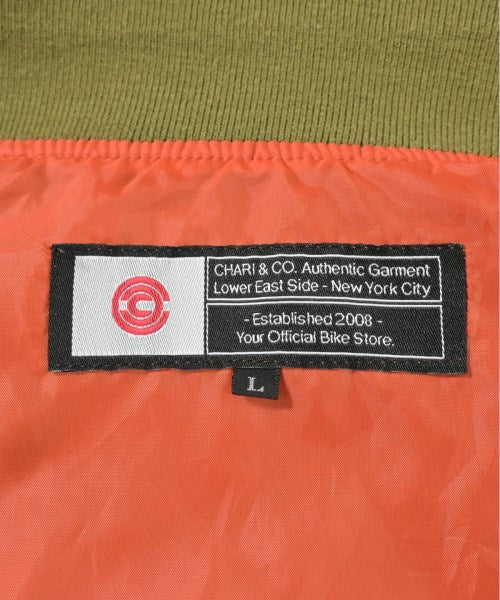 CHARI & CO. Authentic Garment
Lower East Side - New York City
- Established 2008 -
Your Official Bike Store.
L